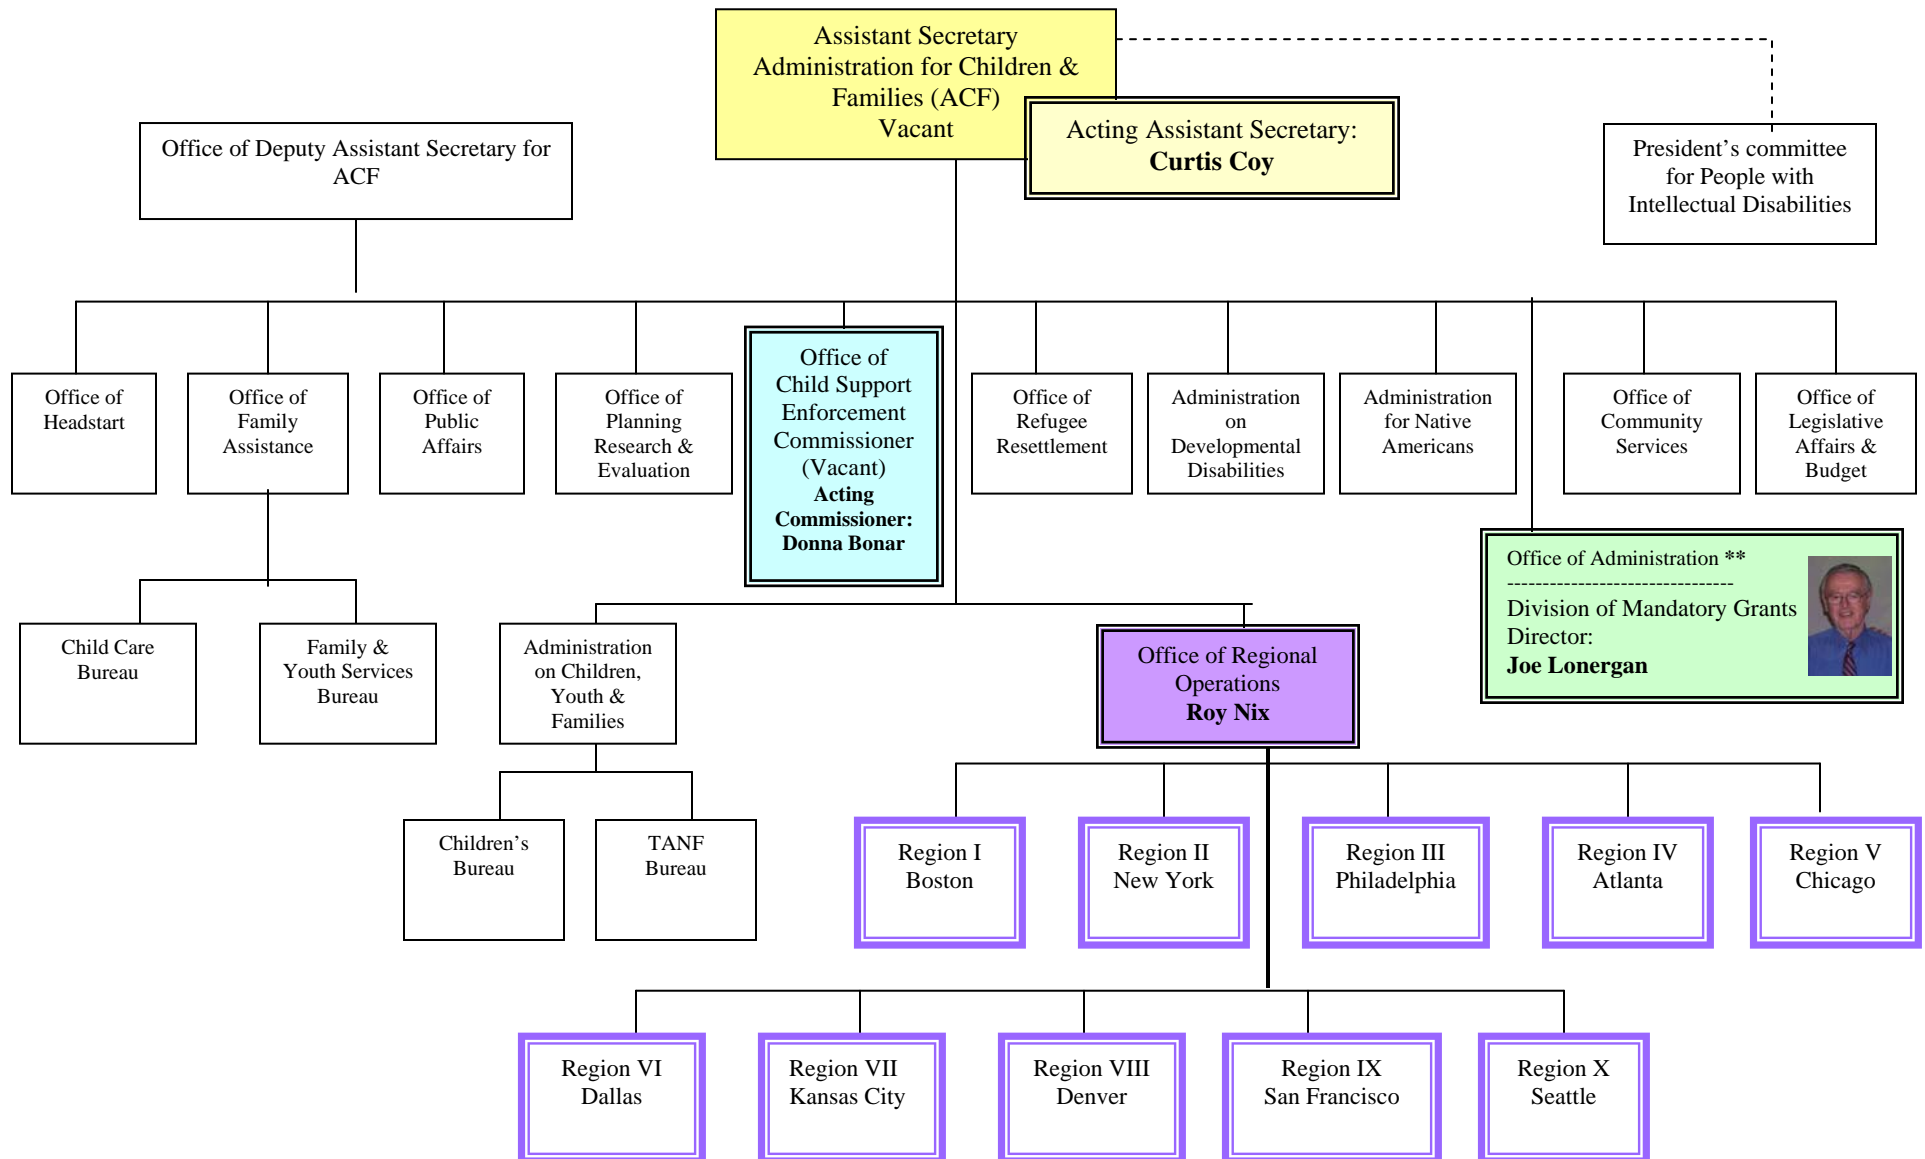 Assistant Secretary
Administration for Children &
Families (ACF)
Vacant
Acting Assistant Secretary:
Curtis Coy
Office of Deputy Assistant Secretary for
ACF
President’s committee
for People with
Intellectual Disabilities
Office of
Headstart
Office of
Family
Assistance
Office of
Public
Affairs
Office of
Planning
Research &
Evaluation
Office of
Child Support
Enforcement
Commissioner
(Vacant)
Acting
Commissioner:
Donna Bonar
Office of
Refugee
Resettlement
Administration
on
Developmental
Disabilities
Administration
for Native
Americans
Office of
Community
Services
Office of
Legislative
Affairs &
Budget
Office of Administration **
--------------------------------
Division of Mandatory Grants
Director:
Joe Lonergan
Child Care
Bureau
Family &
Youth Services
Bureau
Administration
on Children,
Youth &
Families
Office of Regional
Operations
Roy Nix
Children’s
Bureau
TANF
Bureau
Region I
Boston
Region II
New York
Region III
Philadelphia
Region IV
Atlanta
Region V
Chicago
Region VI
Dallas
Region VII
Kansas City
Region VIII
Denver
Region IX
San Francisco
Region X
Seattle